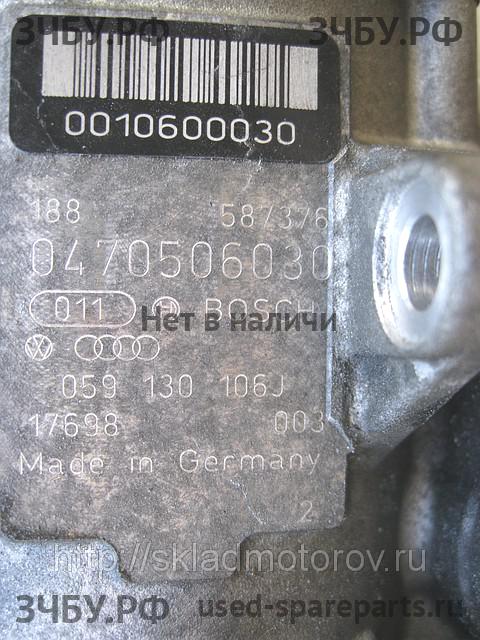 ЗЧБУ.РФ ЗЧБУ.РФ
0010600030
188 587376
0470506030
011 BOSCH
Нет в наличи
059 130 106J
17698 003
Made in Germany
2
http://skladmotorov.ru
ЗЧБУ.РФ used-spareparts.ru